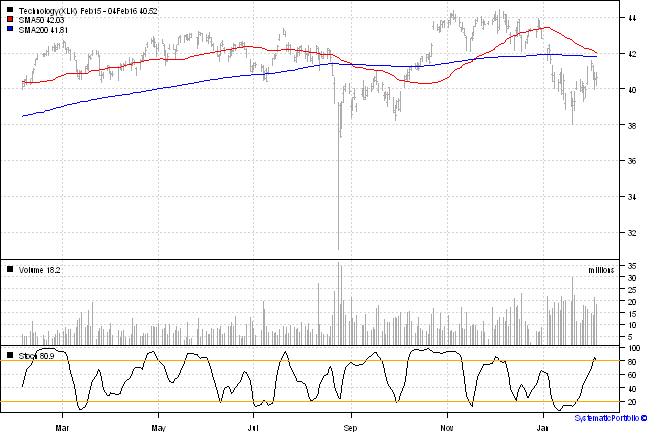 Technology(XLK) Feb15 - 04Feb16 40.52
SMA50 42.03
SMA200 41.81
44
42
40
38
36
34
32
Volume 18.2
millions
35
30
25
20
15
10
5
Stoch 80.9
100
80
60
40
20
Mar May Jul Sep Nov Jan
SystematicPortfolio ©